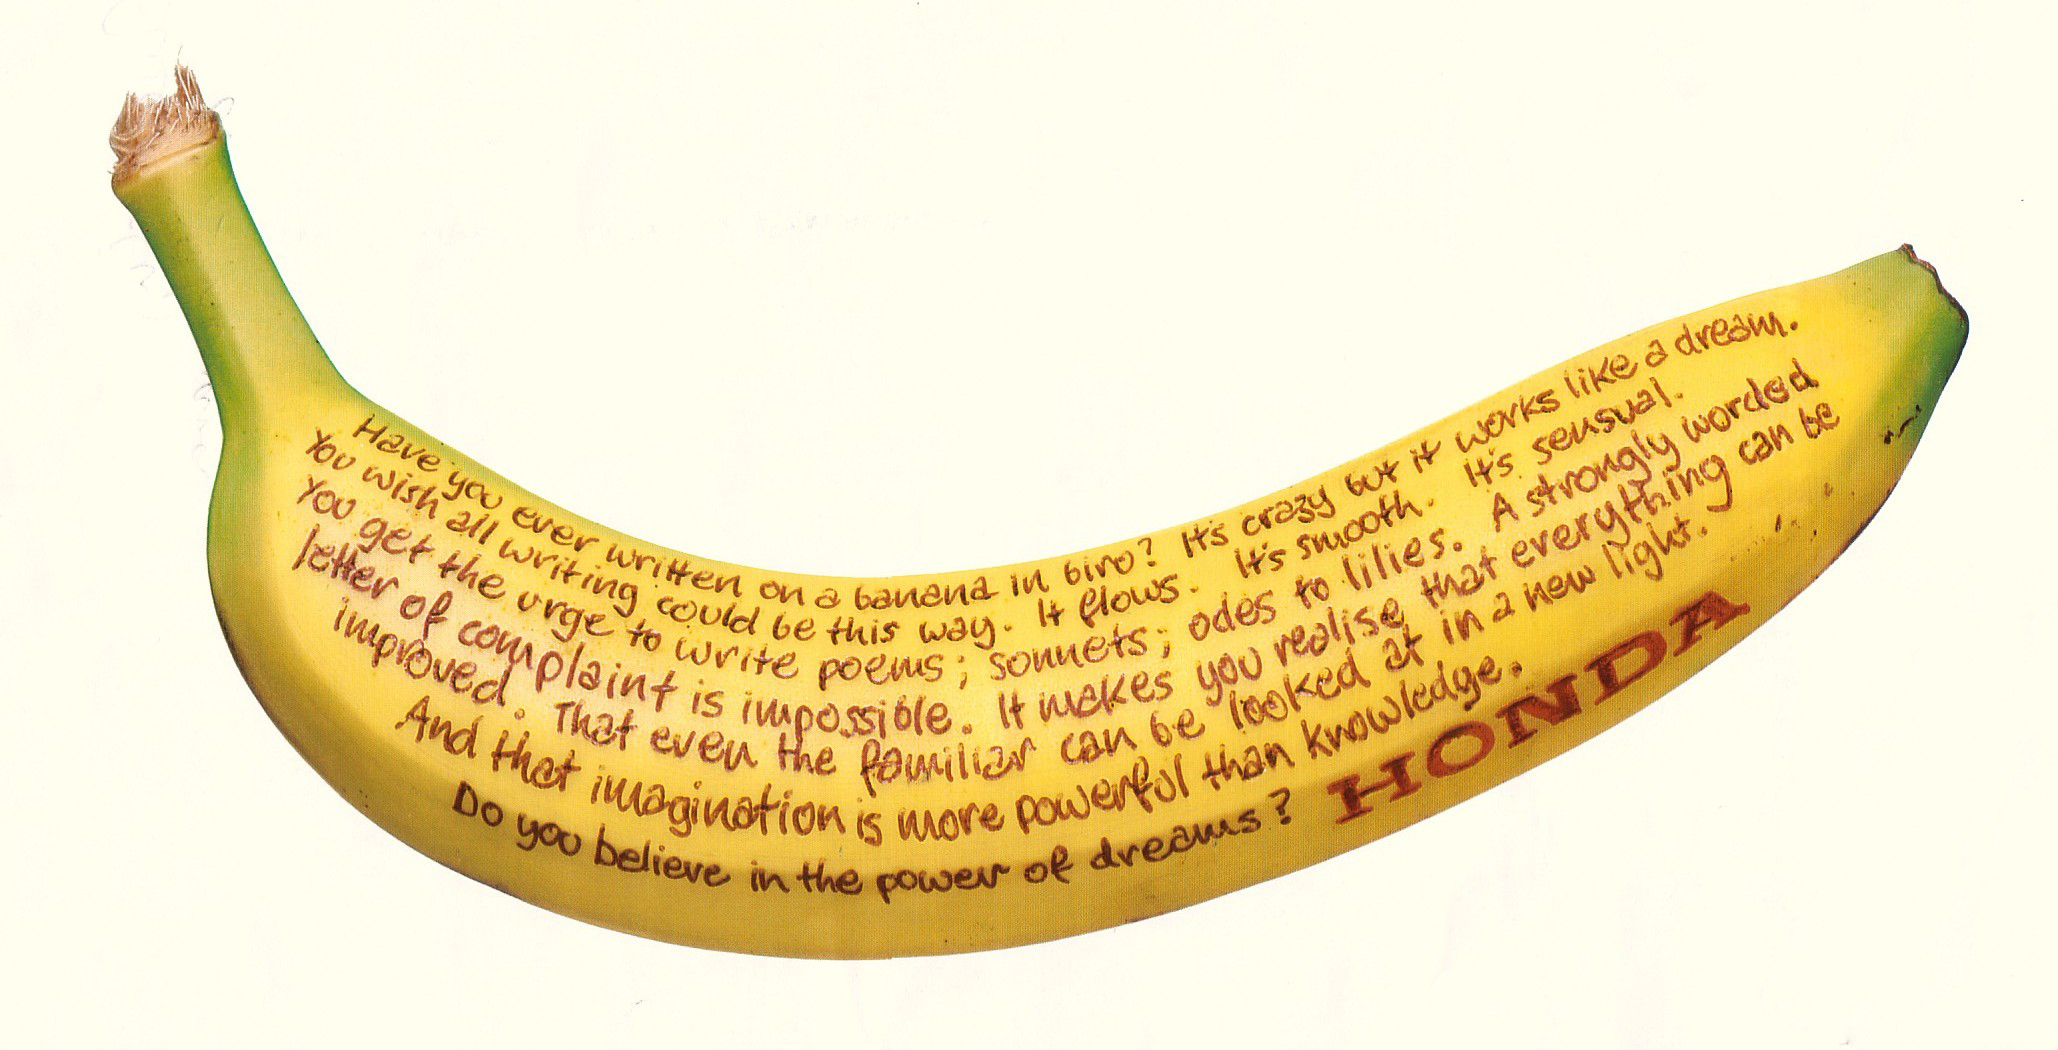 Have you ever written on a banana in biro? It's crazy but it works like a dream.
You wish all writing could be this way. It flows. It's smooth. It's sensual.
You get the urge to write poems; sonnets; odes to lilies. A strongly worded
letter of complaint is impossible. It makes you realise that everything can be
improved. That even the familiar can be looked at in a new light.
And that imagination is more powerful than knowledge.
Do you believe in the power of dreams? HONDA